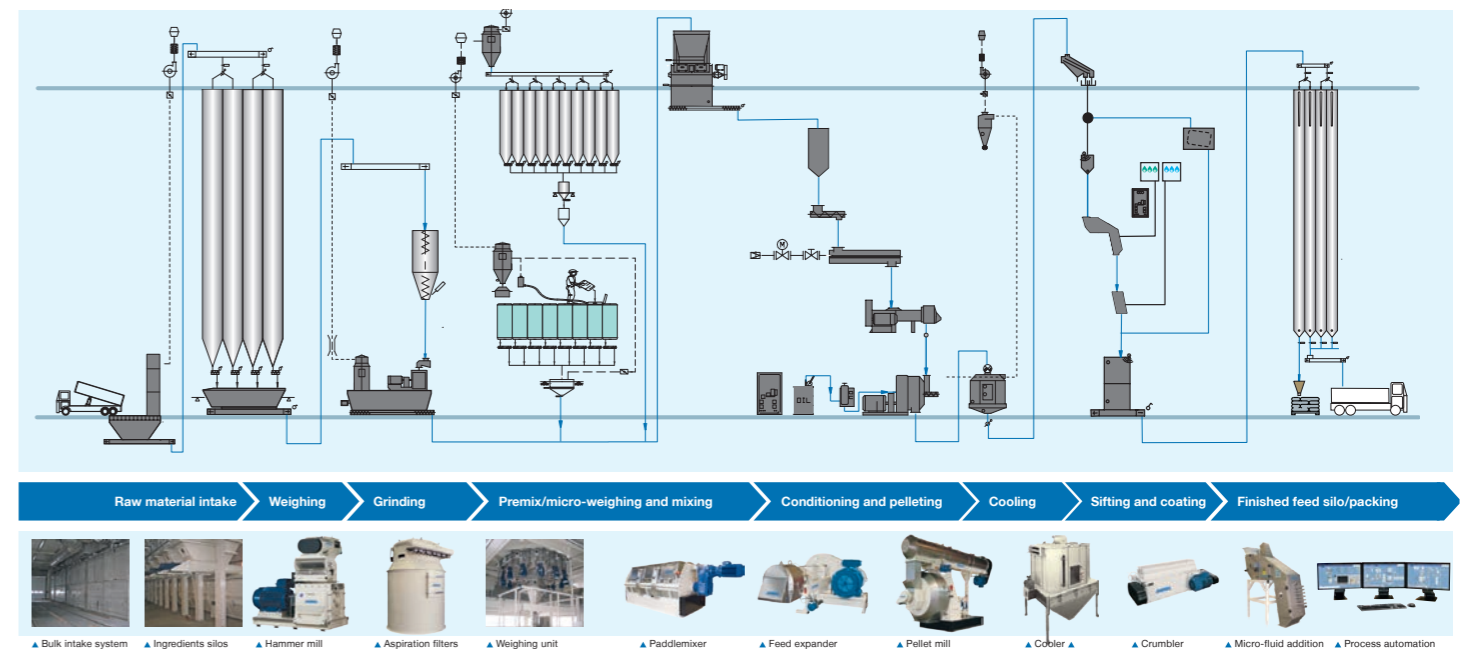 M
OIL
Raw material intake
Weighing
Grinding
Premix/micro-weighing and mixing
Conditioning and pelleting
Cooling
Sifting and coating
Finished feed silo/packing
▲ Bulk intake system
▲ Ingredients silos
▲ Hammer mill
▲ Aspiration filters
▲ Weighing unit
▲ Paddlemixer
▲ Feed expander
▲ Pellet mill
▲ Cooler ▲
▲ Crumbler
▲ Micro-fluid addition
▲ Process automation